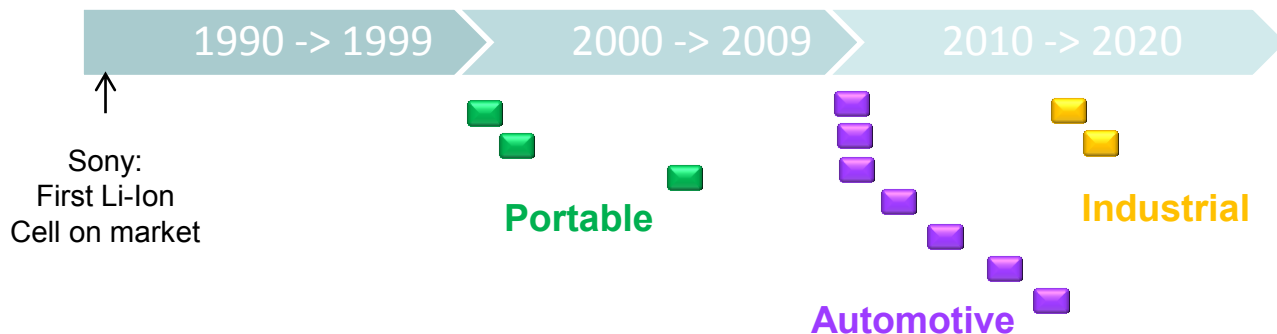 1990 -> 1999
2000 -> 2009
2010 -> 2020
Sony:
First Li-Ion
Cell on market
Portable
Industrial
Automotive